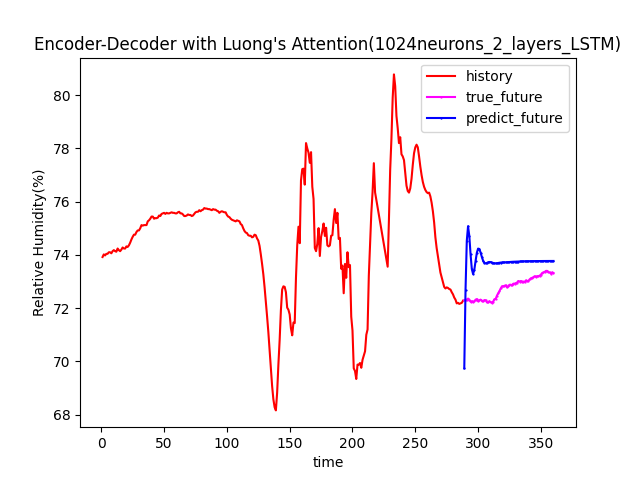 Encoder-Decoder with Luong's Attention(1024neurons_2_layers_LSTM)
history
true_future
predict_future
Relative Humidity(%)
80
78
76
74
72
70
68
0 50 100 150 200 250 300 350
time